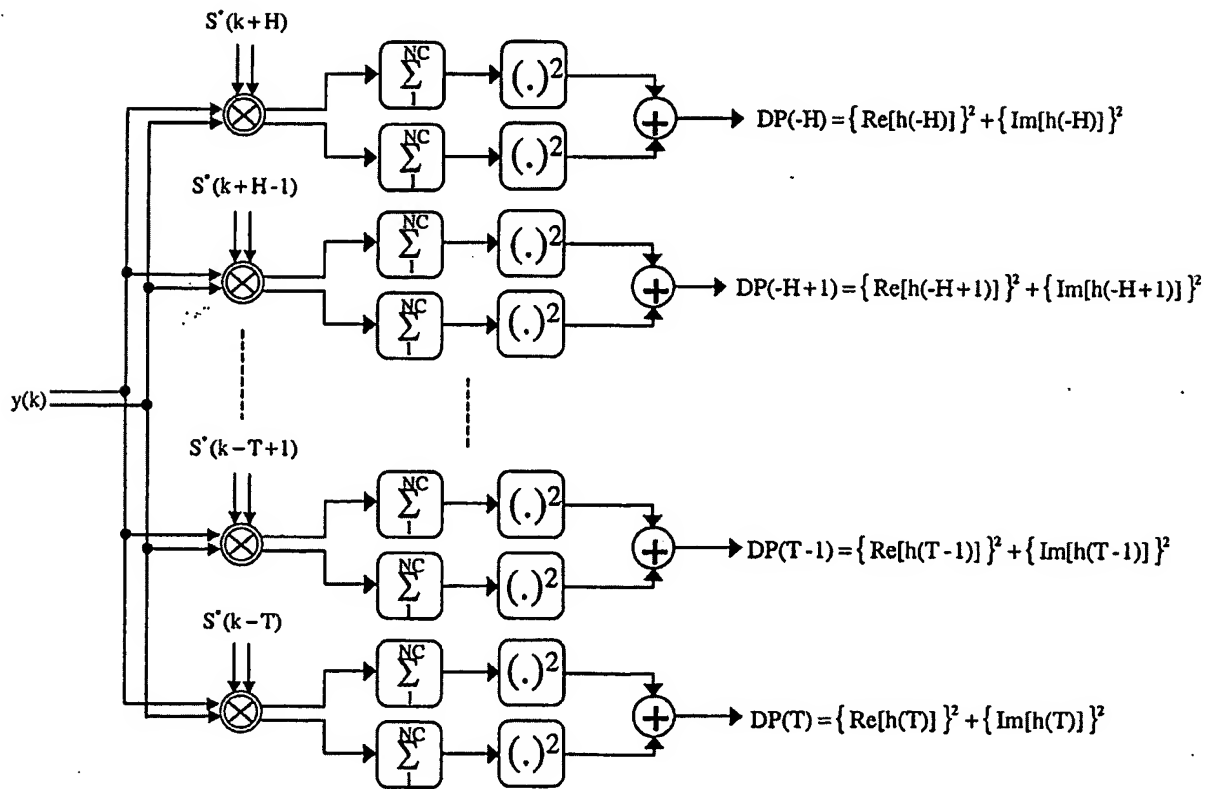 S*(k+H)
NC
∑
1
(.)²
+
DP(-H) = { Re[h(-H)] }² + { Im[h(-H)] }²
NC
∑
1
(.)²
S*(k+H-1)
NC
∑
1
(.)²
+
DP(-H+1) = { Re[h(-H+1)] }² + { Im[h(-H+1)] }²
NC
∑
1
(.)²
y(k)
S*(k-T+1)
NC
∑
1
(.)²
+
DP(T-1) = { Re[h(T-1)] }² + { Im[h(T-1)] }²
NC
∑
1
(.)²
S*(k-T)
NC
∑
1
(.)²
+
DP(T) = { Re[h(T)] }² + { Im[h(T)] }²
NC
∑
1
(.)²